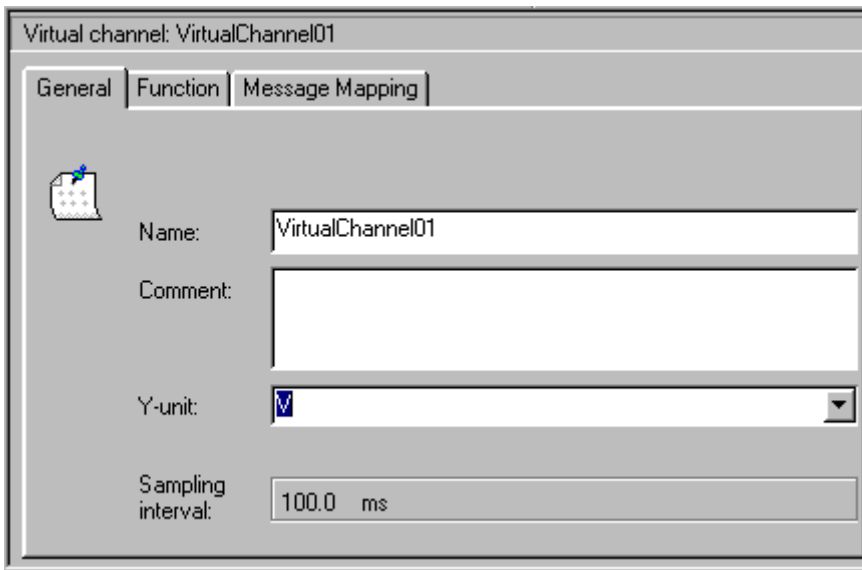 Virtual channel: VirtualChannel01
General Function Message Mapping
Name: VirtualChannel01
Comment:
Y-unit: V
Sampling
interval: 100.0 ms